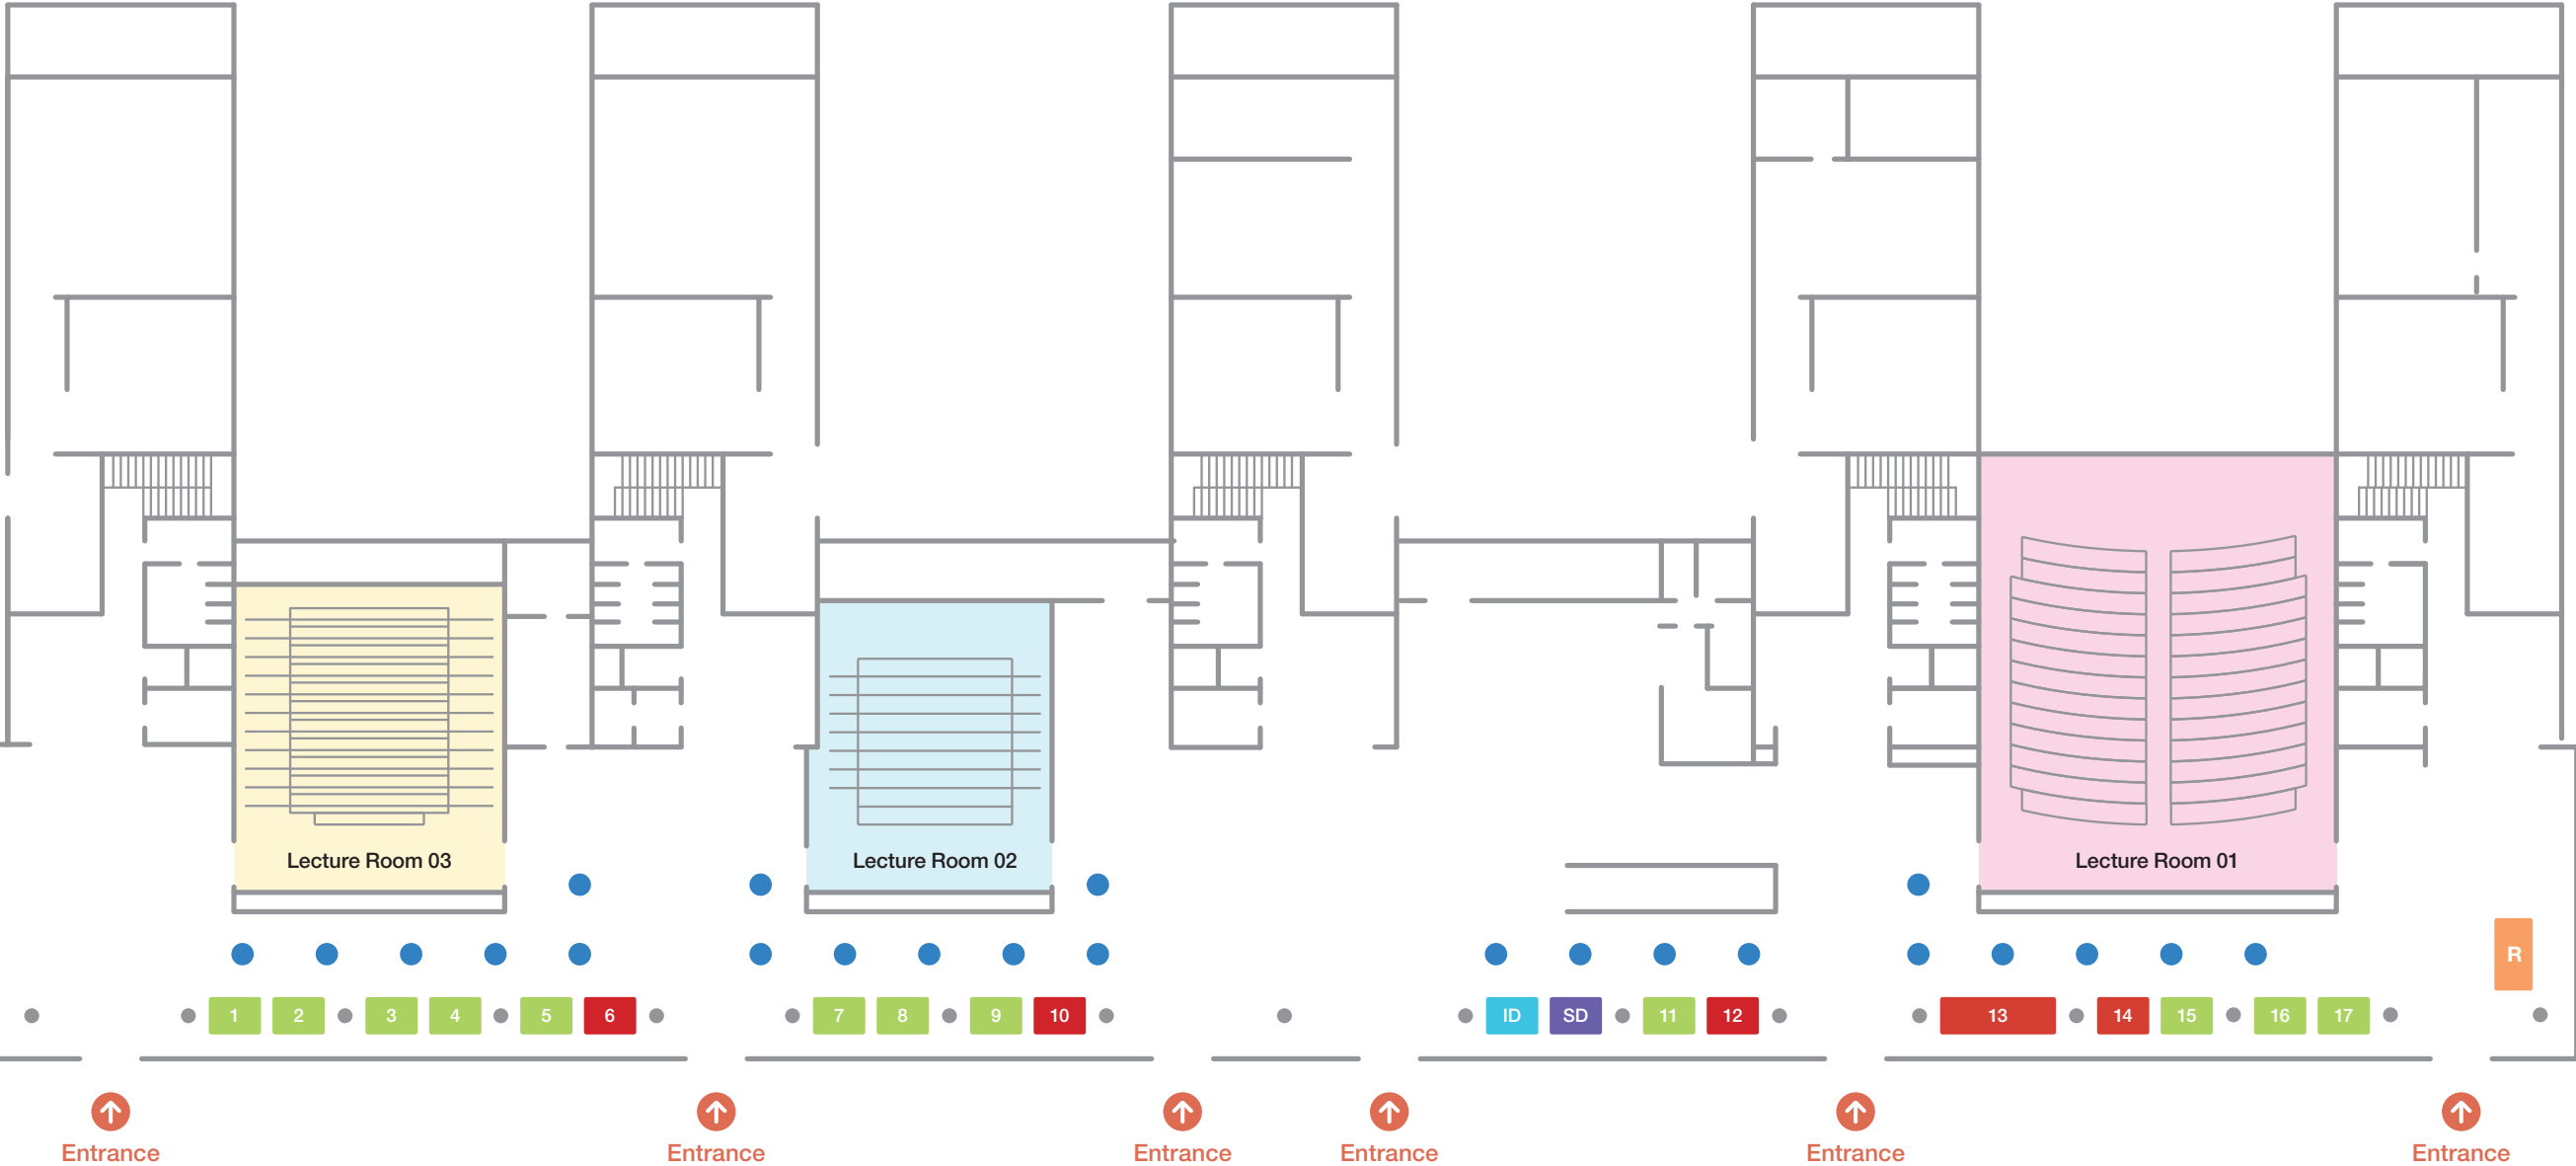 Lecture Room 03
Lecture Room 02
Lecture Room 01
R
1 2 3 4 5 6 7 8 9 10 ID SD 11 12 13 14 15 16 17
Entrance Entrance Entrance Entrance Entrance Entrance